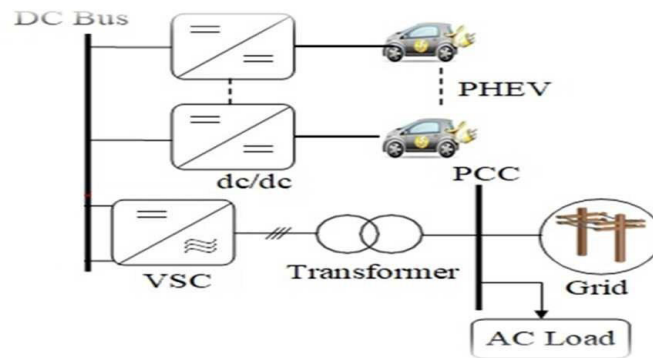 DC Bus
PHEV
dc/dc
PCC
VSC
Transformer
Grid
AC Load